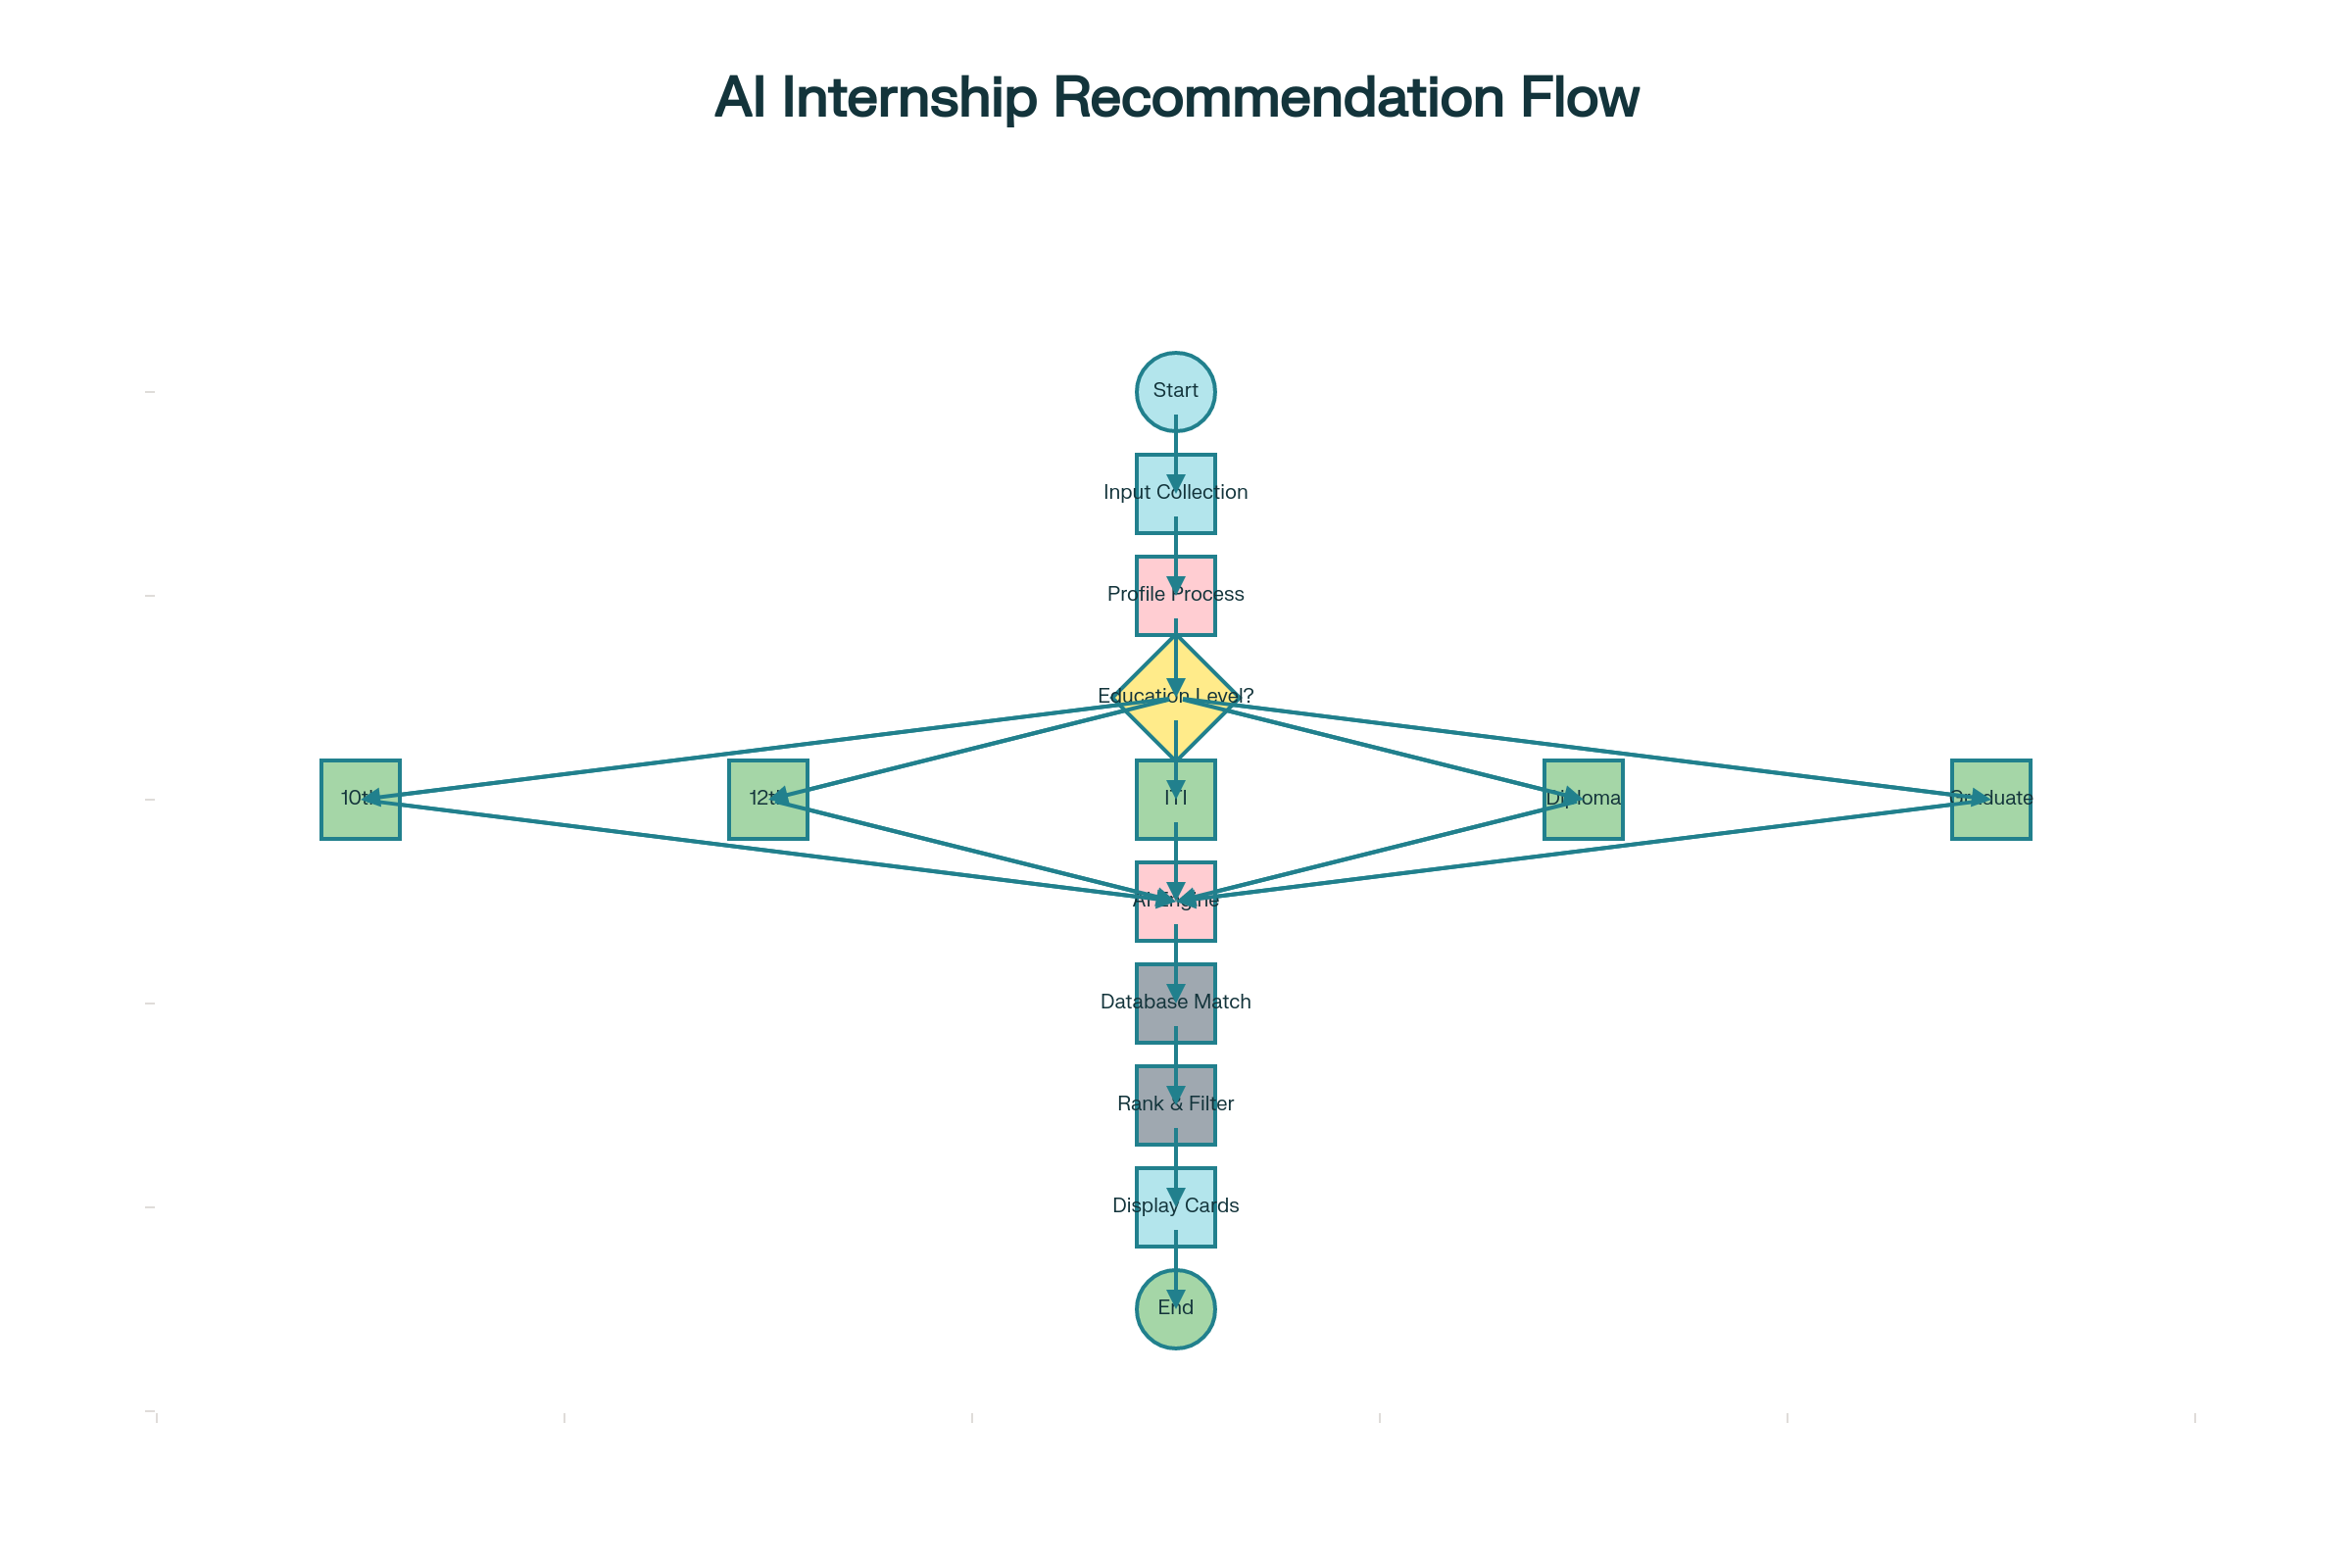 AI Internship Recommendation Flow
Start
Input Collection
Profile Process
Education Level?
10th
12th
ITI
Diploma
Graduate
AI Engine
Database Match
Rank & Filter
Display Cards
End